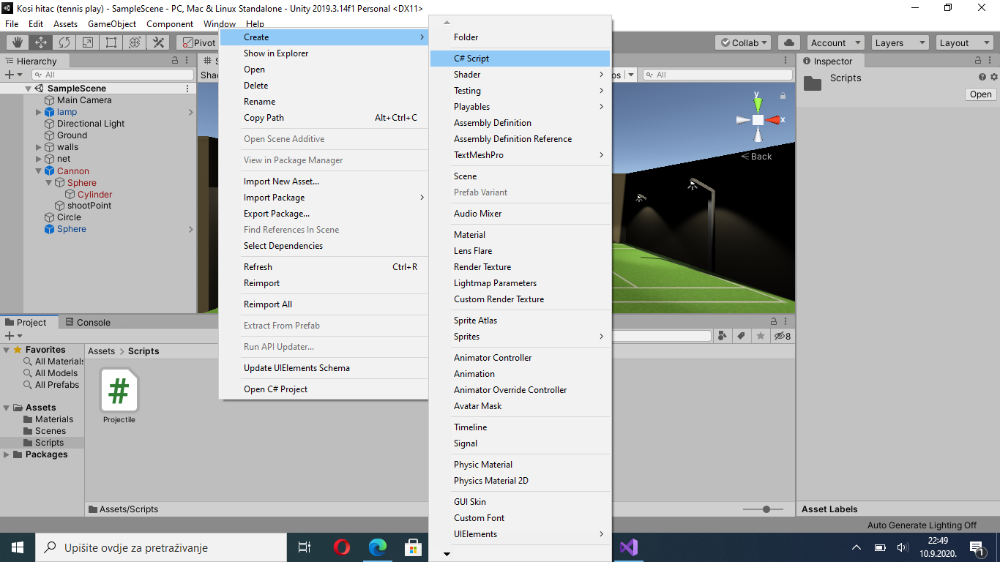 Kosi hitac (tennis play) - SampleScene - PC, Mac & Linux Standalone - Unity 2019.3.14f1 Personal <DX11>
File Edit Assets GameObject Component Window Help
Pivot
Collab
Account
Layers
Layout
Hierarchy
All
SampleScene
Main Camera
lamp
Directional Light
Ground
walls
net
Cannon
Sphere
Cylinder
shootPoint
Circle
Sphere
Create
Show in Explorer
Open
Delete
Rename
Copy Path Alt+Ctrl+C
Open Scene Additive
View in Package Manager
Import New Asset...
Import Package
Export Package...
Find References In Scene
Select Dependencies
Refresh Ctrl+R
Reimport
Reimport All
Extract From Prefab
Run API Updater...
Update UIElements Schema
Open C# Project
Folder
C# Script
Shader
Testing
Playables
Assembly Definition
Assembly Definition Reference
TextMeshPro
Scene
Prefab Variant
Audio Mixer
Material
Lens Flare
Render Texture
Lightmap Parameters
Custom Render Texture
Sprite Atlas
Sprites
Animator Controller
Animation
Animator Override Controller
Avatar Mask
Timeline
Signal
Physic Material
Physics Material 2D
GUI Skin
Custom Font
UIElements
All
y
x
Back
Inspector
Scripts
Open
Project Console
8
Favorites
All Materials
All Models
All Prefabs
Assets
Materials
Scenes
Scripts
Packages
Assets > Scripts
#
Projectile
Assets/Scripts
Asset Labels
Auto Generate Lighting Off
Upišite ovdje za pretraživanje
22:49
10.9.2020.
1